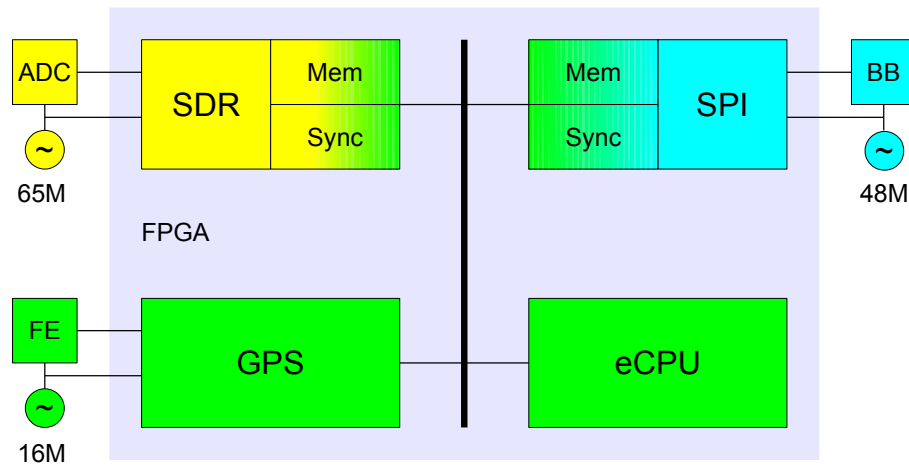 ADC
SDR
Mem
Sync
Mem
Sync
SPI
BB
~
65M
~
48M
FPGA
FE
GPS
eCPU
~
16M